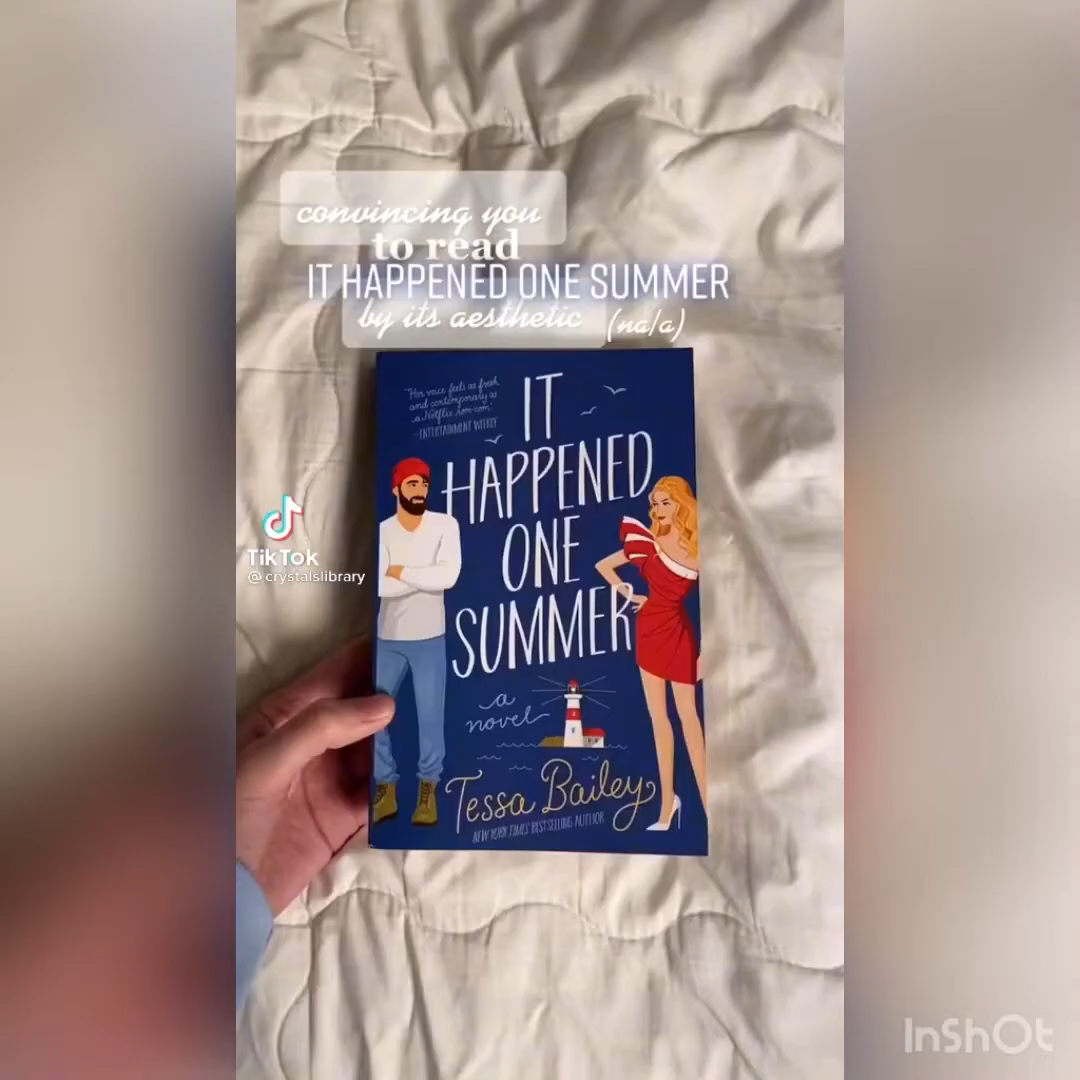 convincing you
to read
IT HAPPENED ONE SUMMER
by its aesthetic (na/a)
"Her voice feels as fresh
and contemporary as
a Netflix rom-com"
—ENTERTAINMENT WEEKLY
IT
HAPPENED
ONE
SUMMER
a
novel
Tessa Bailey
NEW YORK TIMES BESTSELLING AUTHOR
TikTok
@crystalslibrary
InShOt